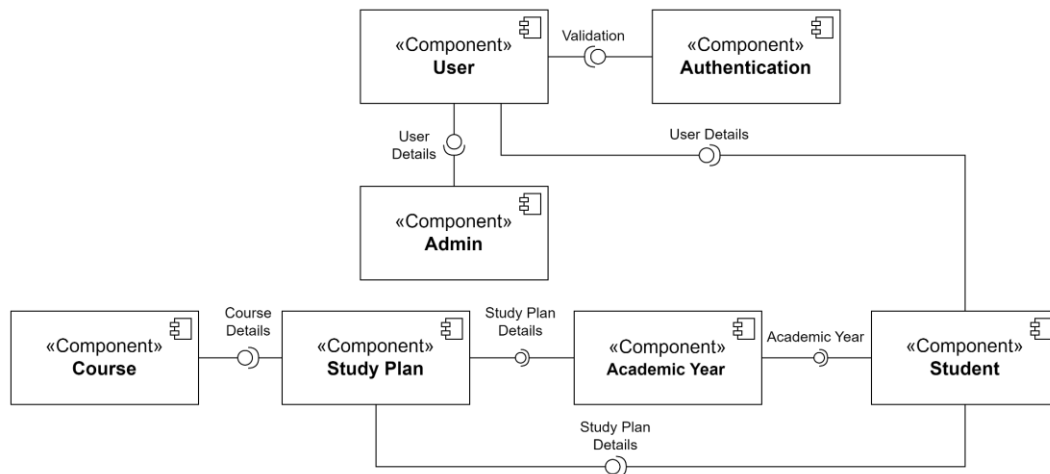 «Component»
User
Validation
«Component»
Authentication
User
Details
User Details
«Component»
Admin
«Component»
Course
Course
Details
«Component»
Study Plan
Study Plan
Details
«Component»
Academic Year
Academic Year
«Component»
Student
Study Plan
Details